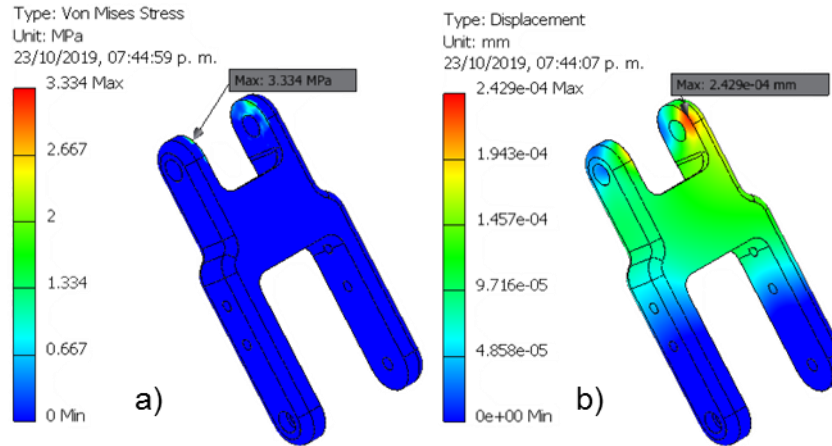 Type: Von Mises Stress
Unit: MPa
23/10/2019, 07:44:59 p. m.
3.334 Max
2.667
2
1.334
0.667
0 Min
Max: 3.334 MPa
a)
Type: Displacement
Unit: mm
23/10/2019, 07:44:07 p. m.
2.429e-04 Max
1.943e-04
1.457e-04
9.716e-05
4.858e-05
0e+00 Min
Max: 2.429e-04 mm
b)